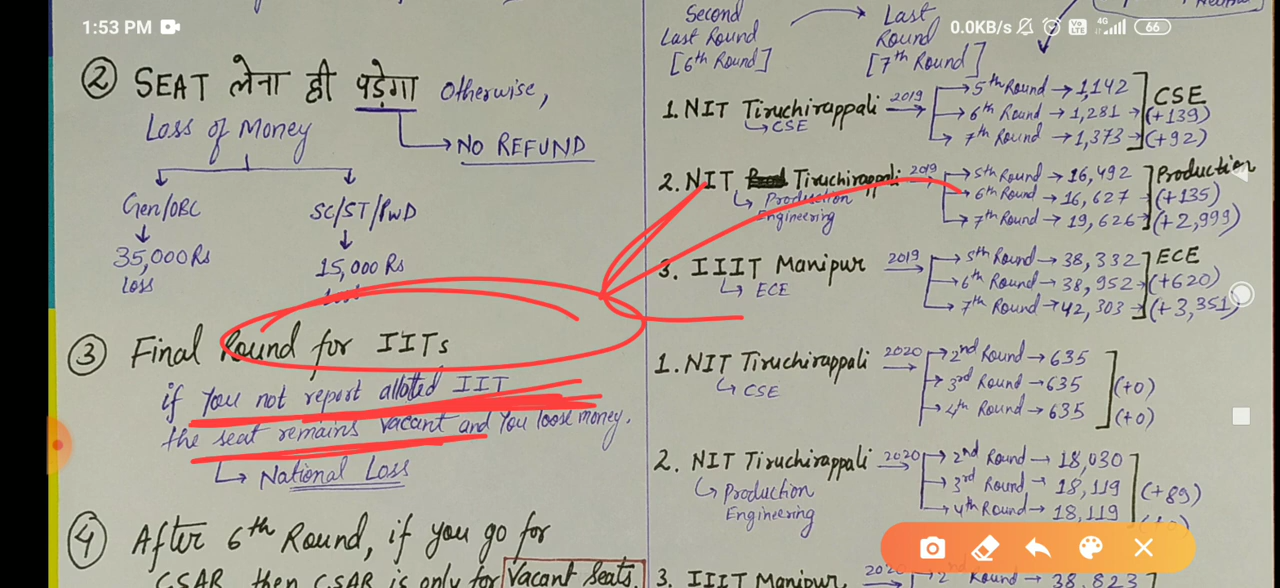 1:53 PM
0.0KB/s
Vo
LTE
4G
66
② SEAT लेना ही पड़ेगा Otherwise,
Loss of Money
→ NO REFUND
Gen/OBC
SC/ST/PwD
35,000 Rs
loss
15,000 Rs
③ Final Round for IITs
if you not report allotted IIT
the seat remains vacant and You loose money.
→ National Loss
④ After 6th Round, if you go for
CSAB, then CSAB is only for Vacant Seats.
Second
Last Round
[6th Round]
Last
Round
[7th Round]
Neutral
1. NIT Tiruchirappali 2019
→ CSE
5th Round → 1,142
6th Round → 1,281 → (+139)
7th Round → 1,373 → (+92)
CSE
2. NIT Tiruchirappali 2019
→ Production
Engineering
5th Round → 16,492
6th Round → 16,627 → (+135)
7th Round → 19,626 → (+2,999)
Production
3. IIIT Manipur 2019
→ ECE
5th Round → 38,332
6th Round → 38,952 → (+620)
7th Round → 42,303 → (+3,351)
ECE
1. NIT Tiruchirappali 2020
→ CSE
2nd Round → 635
3rd Round → 635 (+0)
4th Round → 635 (+0)
2. NIT Tiruchirappali 2020
→ Production
Engineering
2nd Round → 18,030
3rd Round → 18,119 (+89)
4th Round → 18,119
3. IIIT Manipur, 2020
2 Round → 38,823